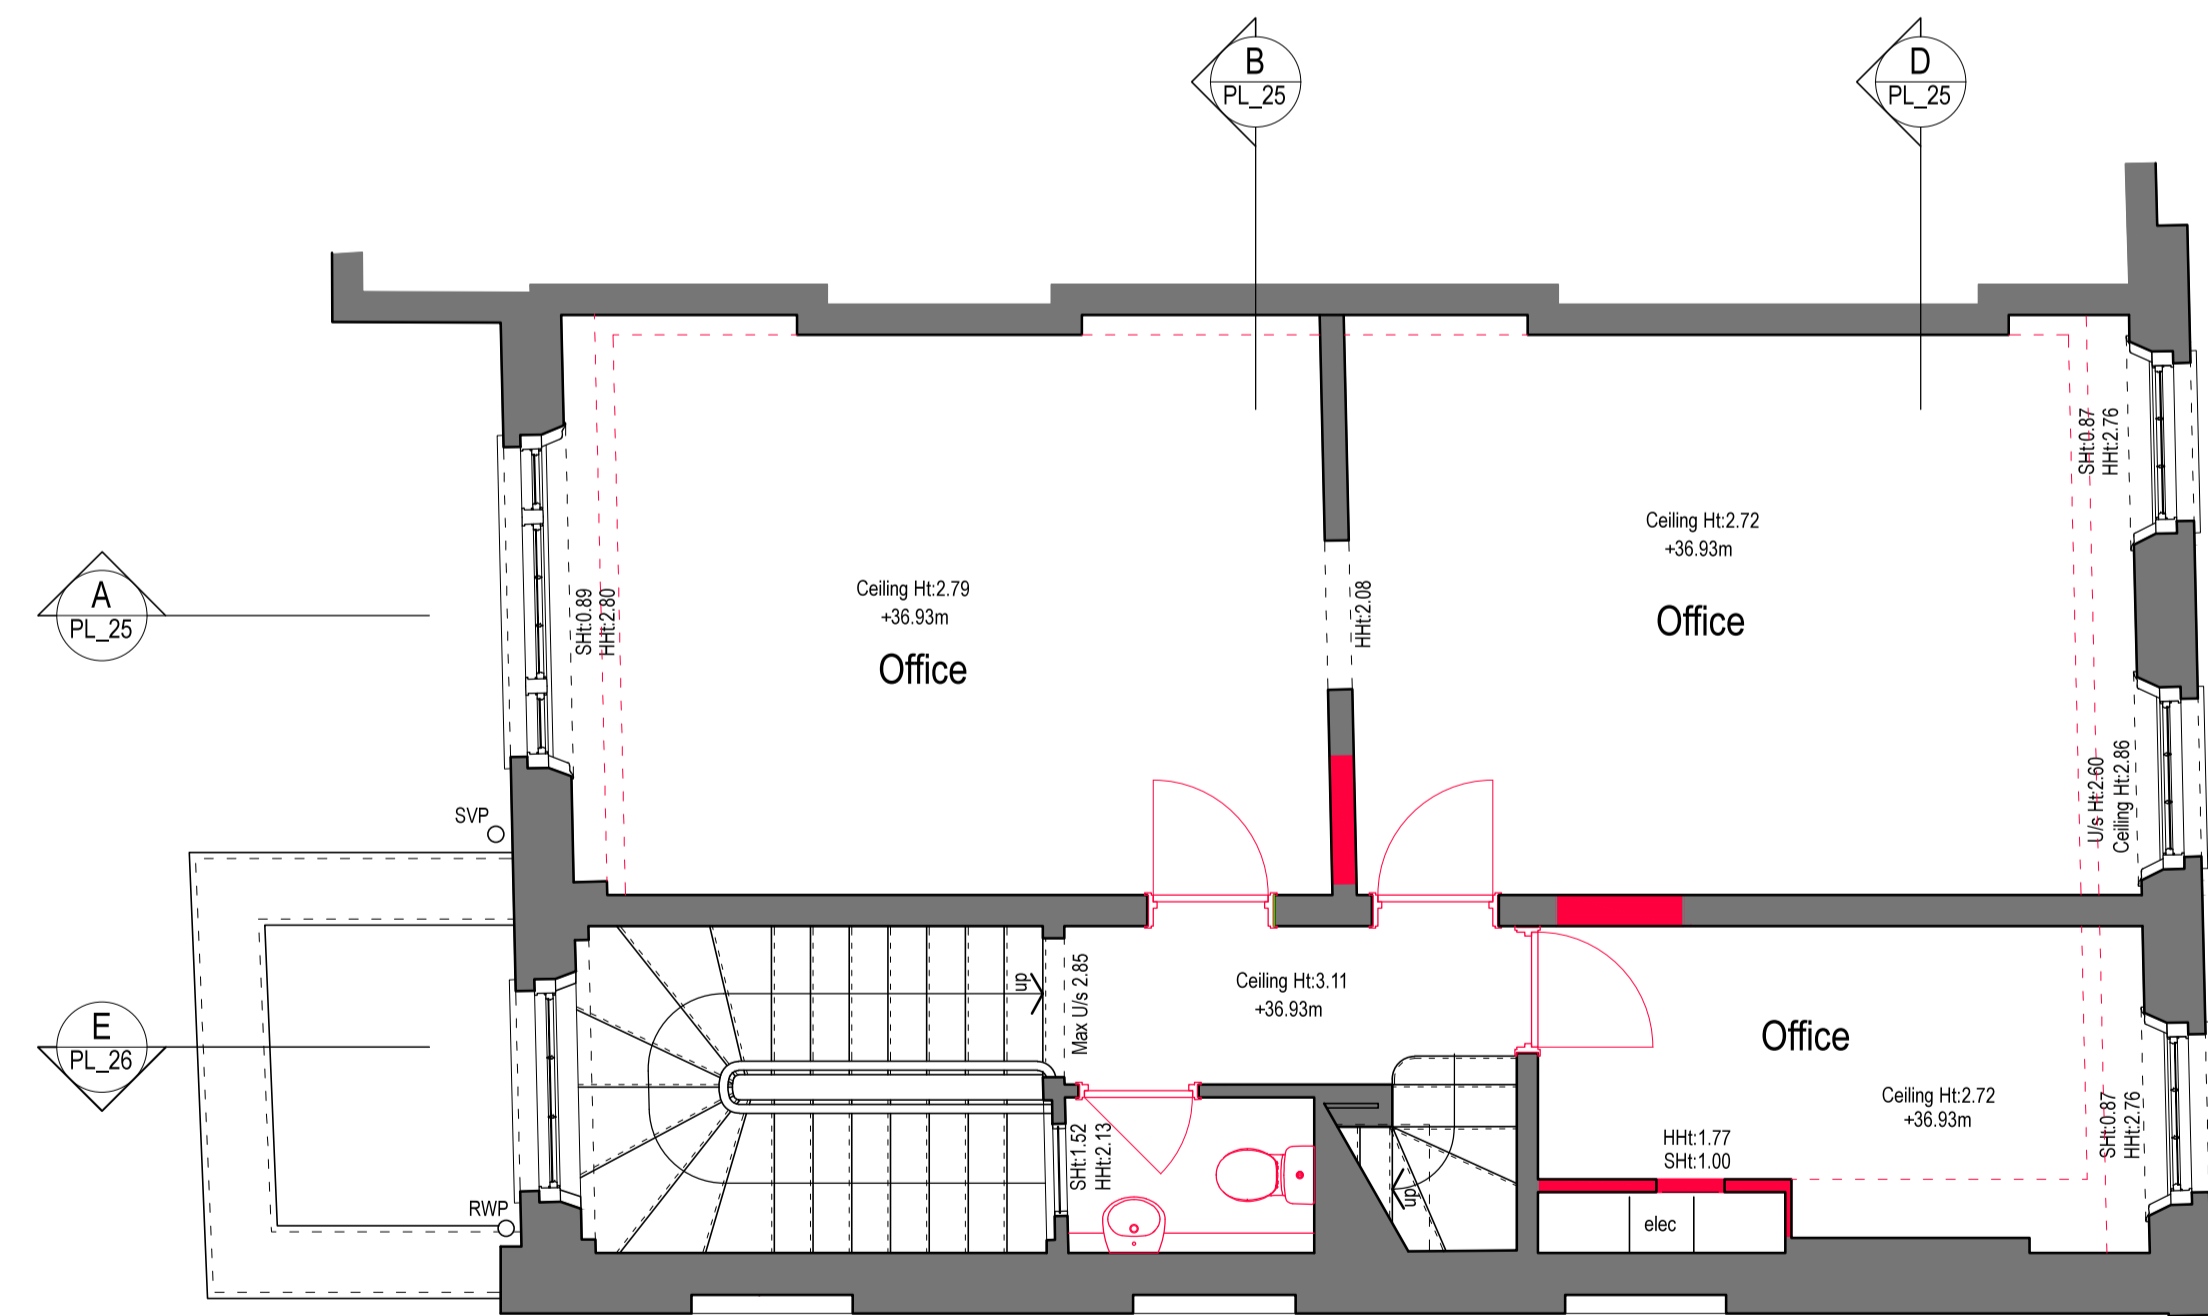 B
PL_25
D
PL_25
SHt:0.87
HHt:2.76
Ceiling Ht:2.72
+36.93m
Office
A
PL_25
SHt:0.89
HHt:2.80
Ceiling Ht:2.79
+36.93m
Office
HHt:2.08
U/s Ht:2.60
Ceiling Ht:2.86
SVP
up
Max U/s 2.85
Ceiling Ht:3.11
+36.93m
E
PL_26
Office
Ceiling Ht:2.72
+36.93m
SHt:0.87
HHt:2.76
SHt:1.52
HHt:2.13
HHt:1.77
SHt:1.00
up
RWP
elec